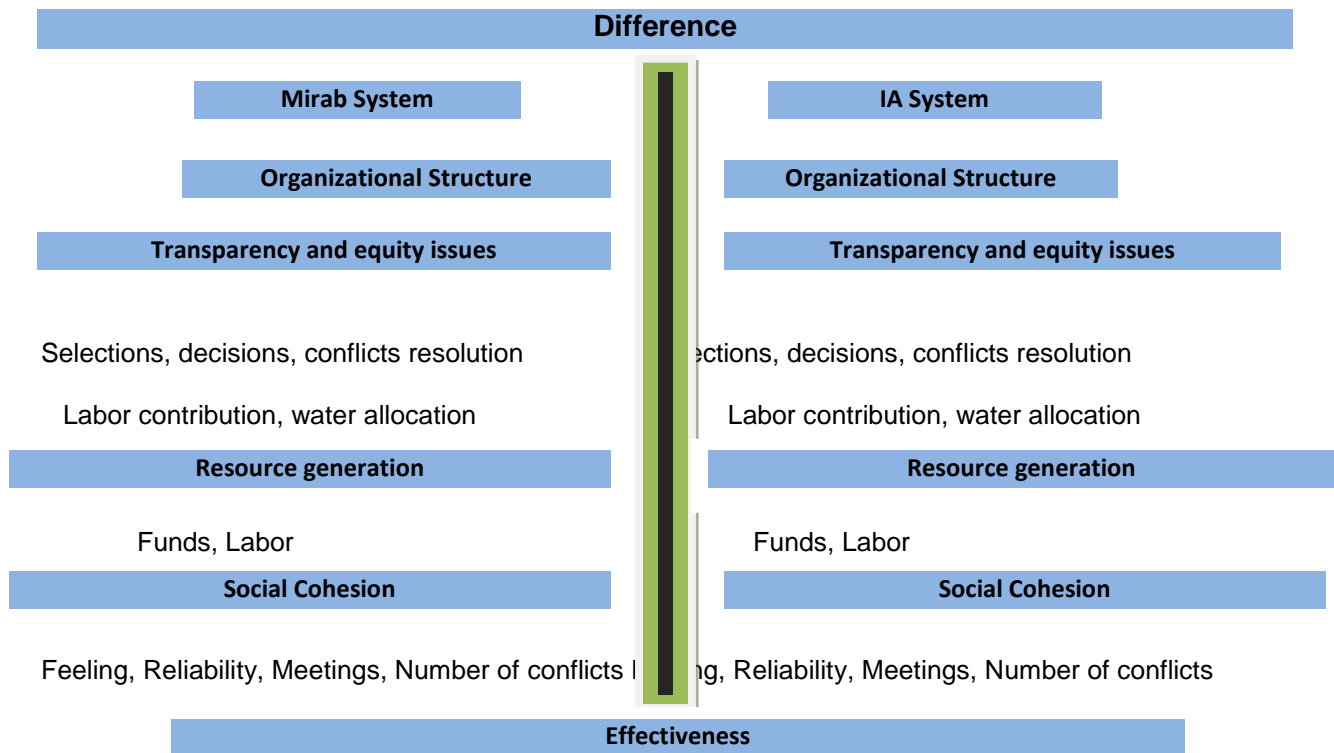 Difference
Mirab System
IA System
Organizational Structure
Organizational Structure
Transparency and equity issues
Transparency and equity issues
Selections, decisions, conflicts resolution
decisions, conflicts resolution
Labor contribution, water allocation
Labor contribution, water allocation
Resource generation
Resource generation
Funds, Labor
Funds, Labor
Social Cohesion
Social Cohesion
Feeling, Reliability, Meetings, Number of conflicts
Reliability, Meetings, Number of conflicts
Effectiveness